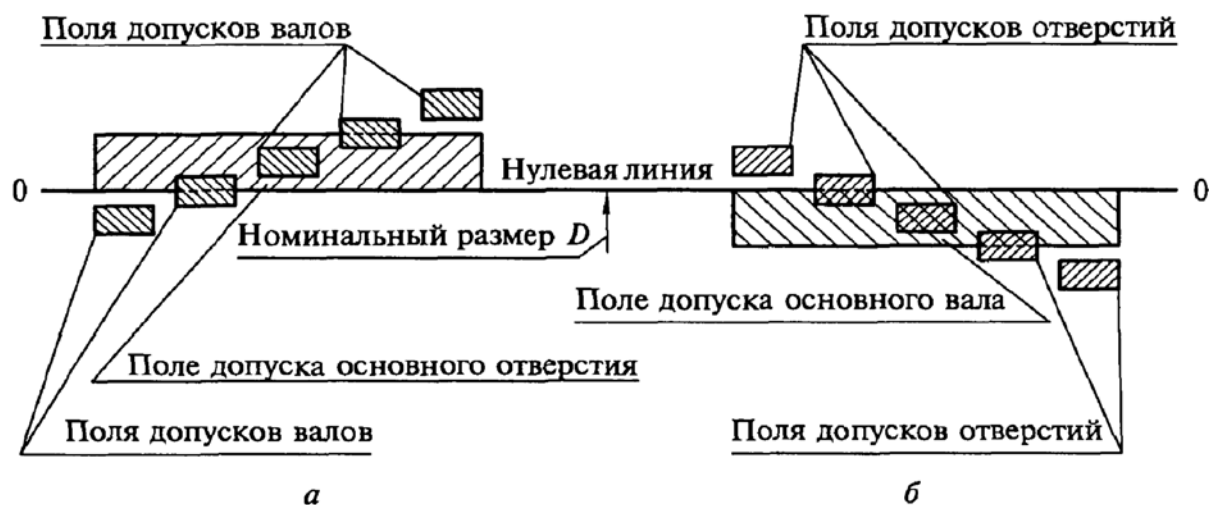 Поля допусков валов
Поля допусков отверстий
Нулевая линия
0
0
Номинальный размер D
Поле допуска основного вала
Поле допуска основного отверстия
Поля допусков валов
Поля допусков отверстий
а
б